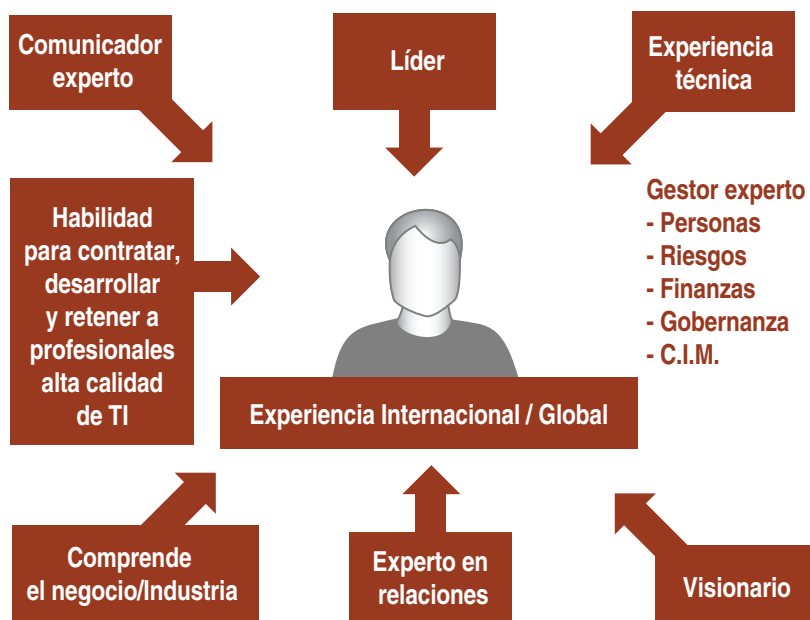 Comunicador
experto
Líder
Experiencia
técnica
Habilidad
para contratar,
desarrollar
y retener a
profesionales
alta calidad
de TI
Gestor experto
- Personas
- Riesgos
- Finanzas
- Gobernanza
- C.I.M.
Experiencia Internacional / Global
Comprende
el negocio/Industria
Experto en
relaciones
Visionario